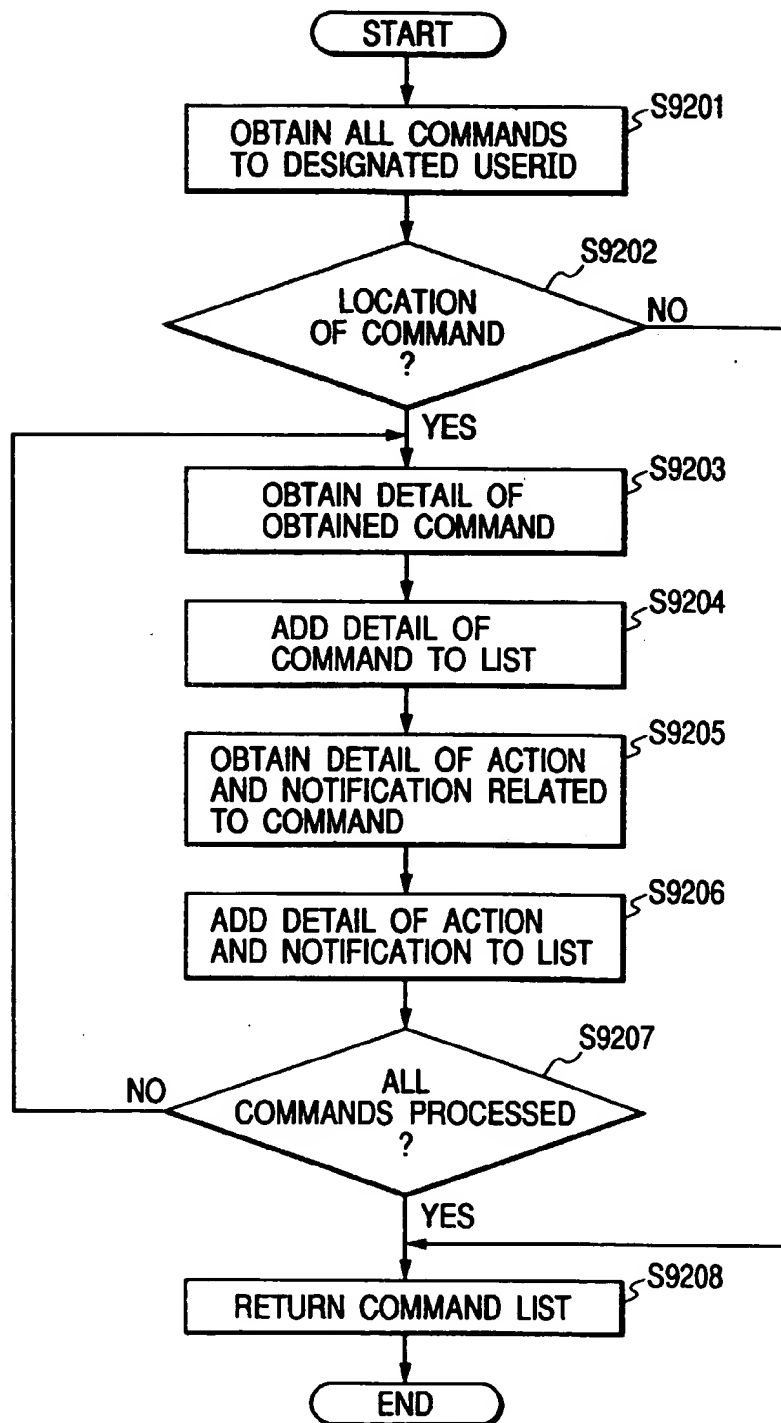 START
S9201
OBTAIN ALL COMMANDS
TO DESIGNATED USERID
S9202
LOCATION
OF COMMAND
?
NO
YES
S9203
OBTAIN DETAIL OF
OBTAINED COMMAND
S9204
ADD DETAIL OF
COMMAND TO LIST
S9205
OBTAIN DETAIL OF ACTION
AND NOTIFICATION RELATED
TO COMMAND
S9206
ADD DETAIL OF ACTION
AND NOTIFICATION TO LIST
S9207
NO
ALL
COMMANDS PROCESSED
?
YES
S9208
RETURN COMMAND LIST
END